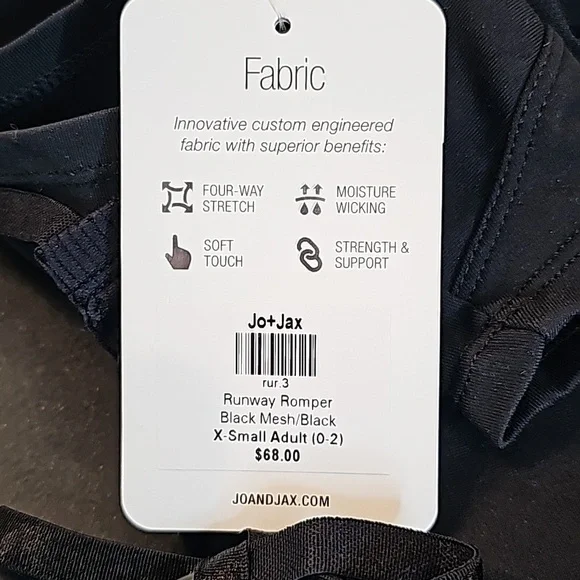 Fabric
Innovative custom engineered
fabric with superior benefits:
FOUR-WAY
STRETCH
MOISTURE
WICKING
SOFT
TOUCH
STRENGTH &
SUPPORT
Jo+Jax
rur.3
Runway Romper
Black Mesh/Black
X-Small Adult (0-2)
$68.00
JOANDJAX.COM